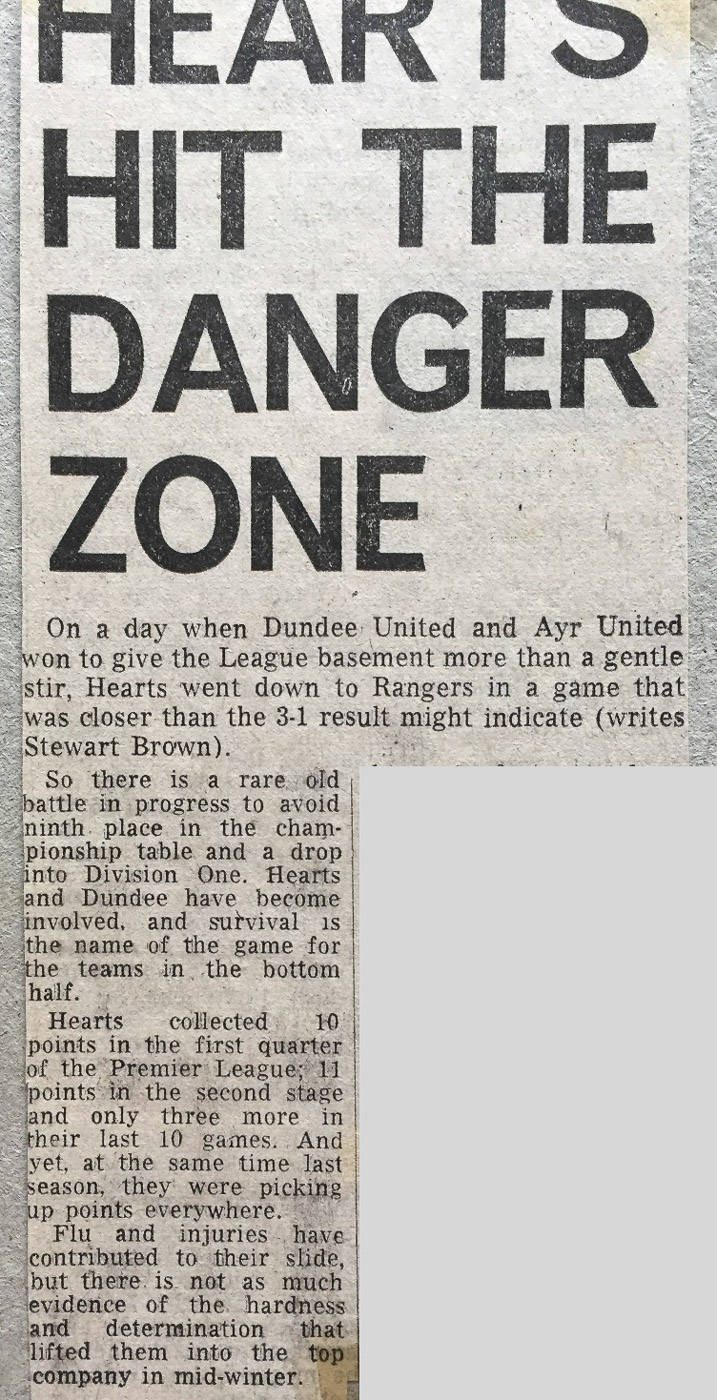 HEARTS
HIT THE
DANGER
ZONE
On a day when Dundee United and Ayr United
won to give the League basement more than a gentle
stir, Hearts went down to Rangers in a game that
was closer than the 3-1 result might indicate (writes
Stewart Brown).
So there is a rare old
battle in progress to avoid
ninth place in the cham-
pionship table and a drop
into Division One. Hearts
and Dundee have become
involved, and survival is
the name of the game for
the teams in the bottom
half.
Hearts collected 10
points in the first quarter
of the Premier League; 11
points in the second stage
and only three more in
their last 10 games. And
yet, at the same time last
season, they were picking
up points everywhere.
Flu and injuries have
contributed to their slide,
but there is not as much
evidence of the hardness
and determination that
lifted them into the top
company in mid-winter.